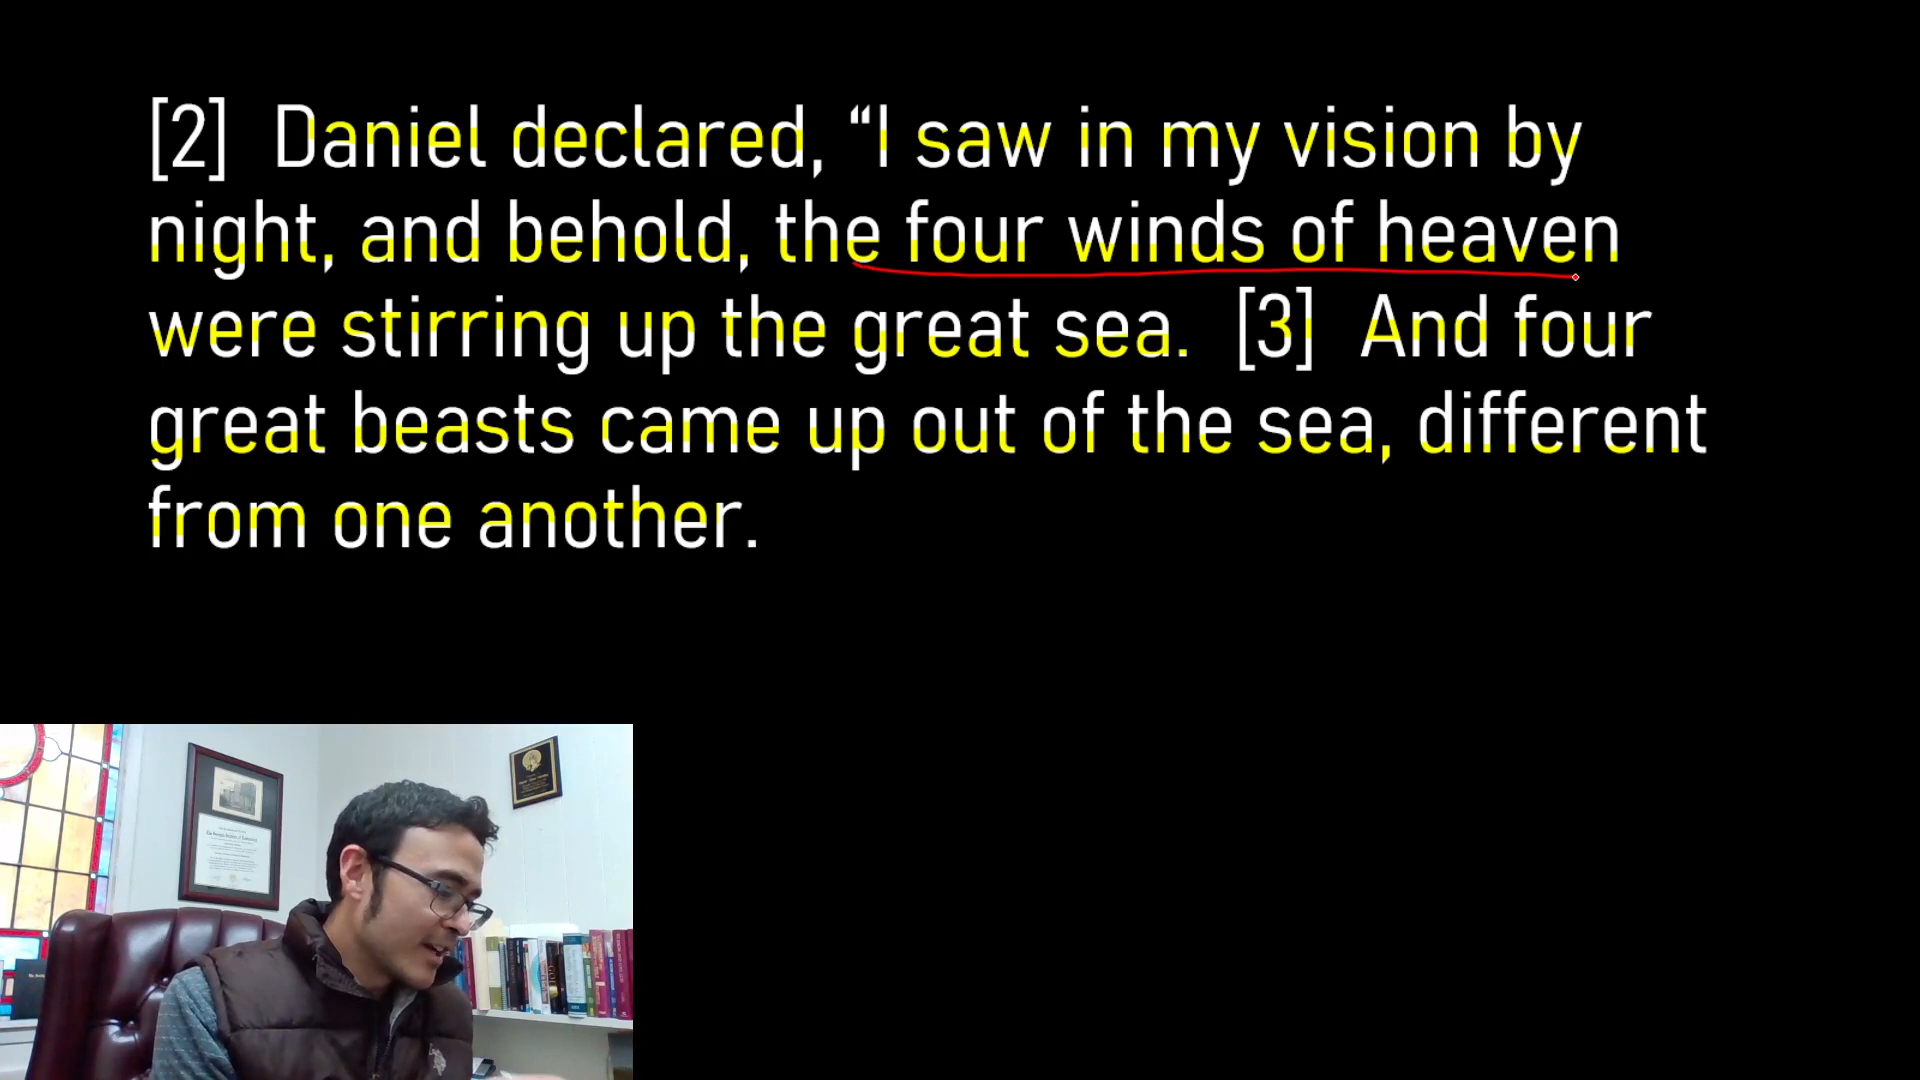 [2] Daniel declared, “I saw in my vision by
night, and behold, the four winds of heaven
were stirring up the great sea. [3] And four
great beasts came up out of the sea, different
from one another.